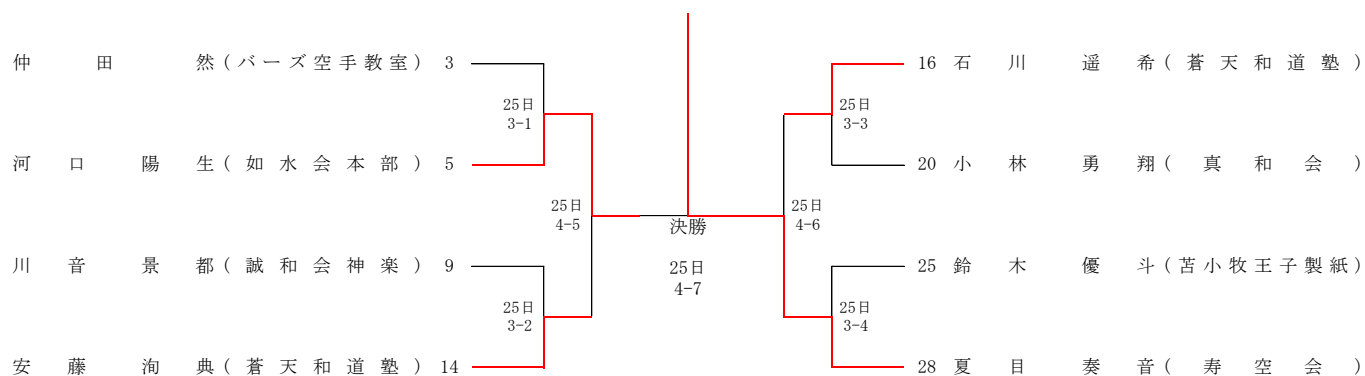 仲田然(バーズ空手教室) 3
25日
3-1
河口陽生(如水会本部) 5
25日
4-5
川音景都(誠和会神楽) 9
25日
3-2
安藤洵典(蒼天和道塾) 14
決勝
25日
4-7
16 石川遥希(蒼天和道塾)
25日
3-3
20 小林勇翔(真和会)
25日
4-6
25 鈴木優斗(苫小牧王子製紙)
25日
3-4
28 夏目奏音(寿空会)